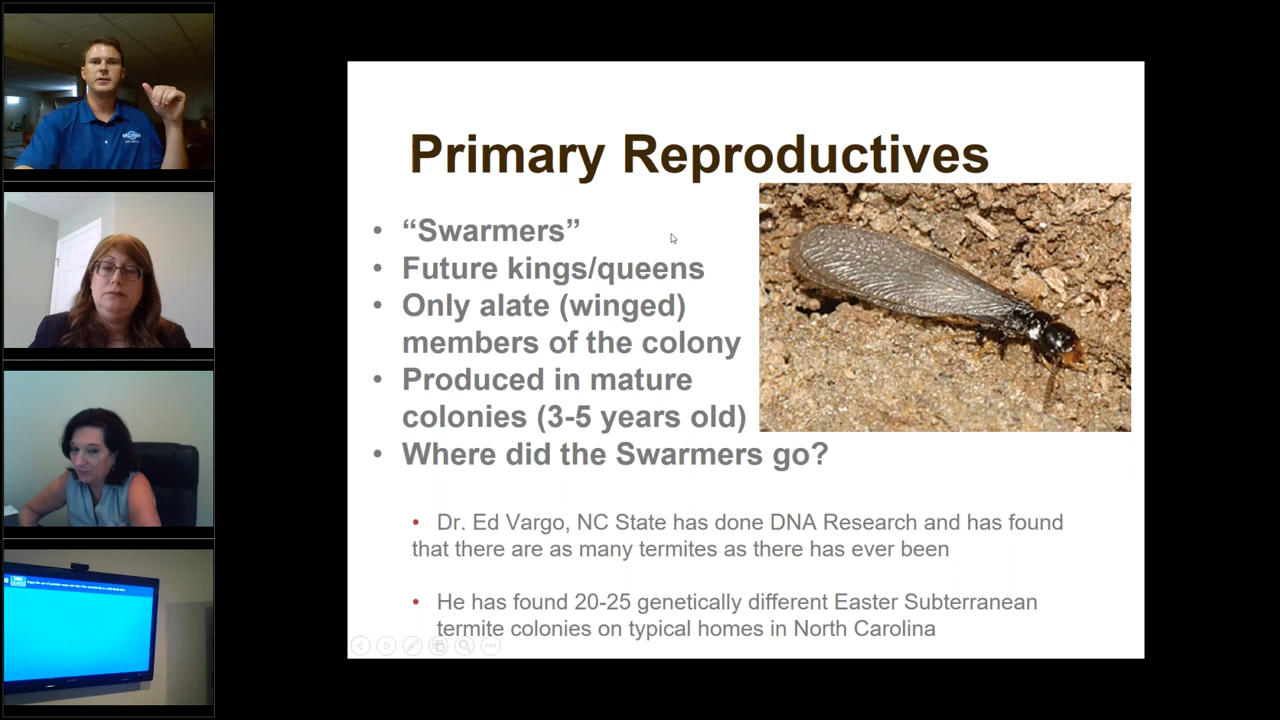 Primary Reproductives
• “Swarmers”
• Future kings/queens
• Only alate (winged)
members of the colony
• Produced in mature
colonies (3-5 years old)
• Where did the Swarmers go?
• Dr. Ed Vargo, NC State has done DNA Research and has found
that there are as many termites as there has ever been
• He has found 20-25 genetically different Easter Subterranean
termite colonies on typical homes in North Carolina